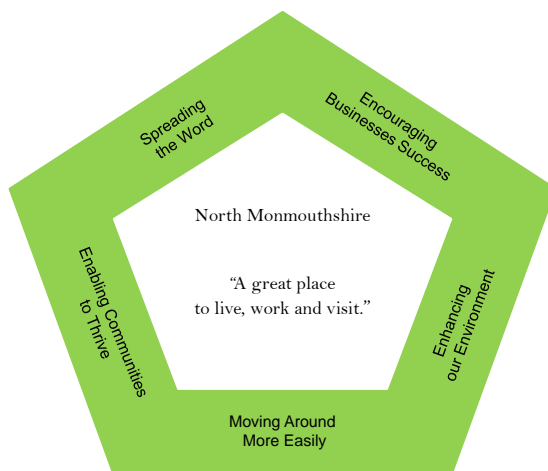 Spreading
the Word
Encouraging
Businesses Success
North Monmouthshire
“A great place
to live, work and visit.”
Enabling Communities
to Thrive
Enhancing
our Environment
Moving Around
More Easily